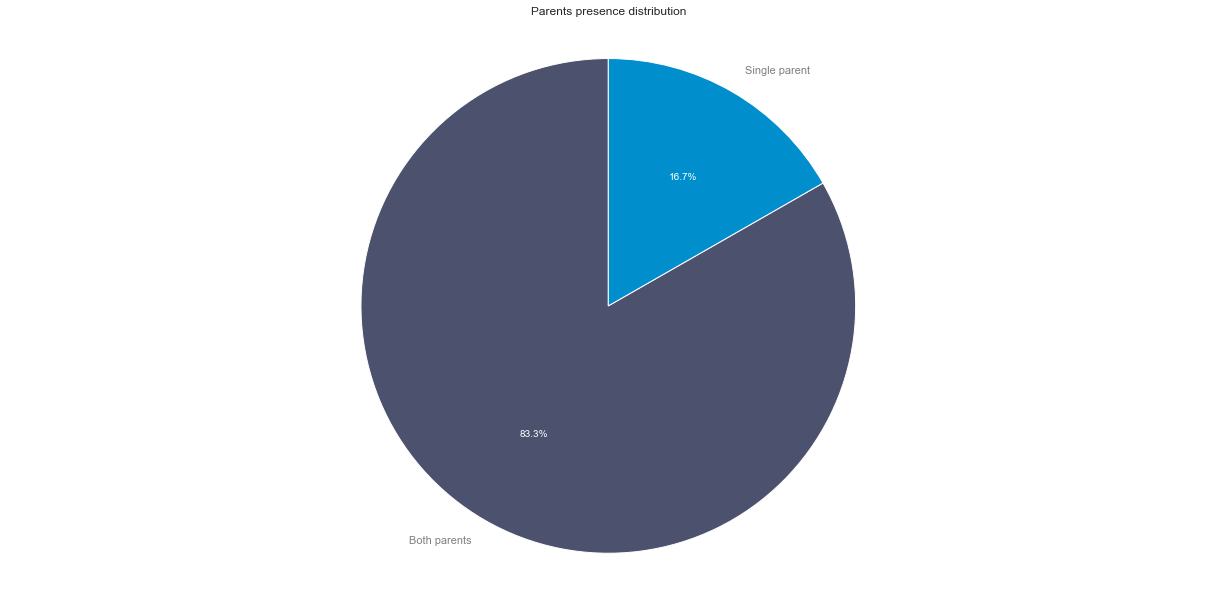 Parents presence distribution
Single parent
16.7%
83.3%
Both parents